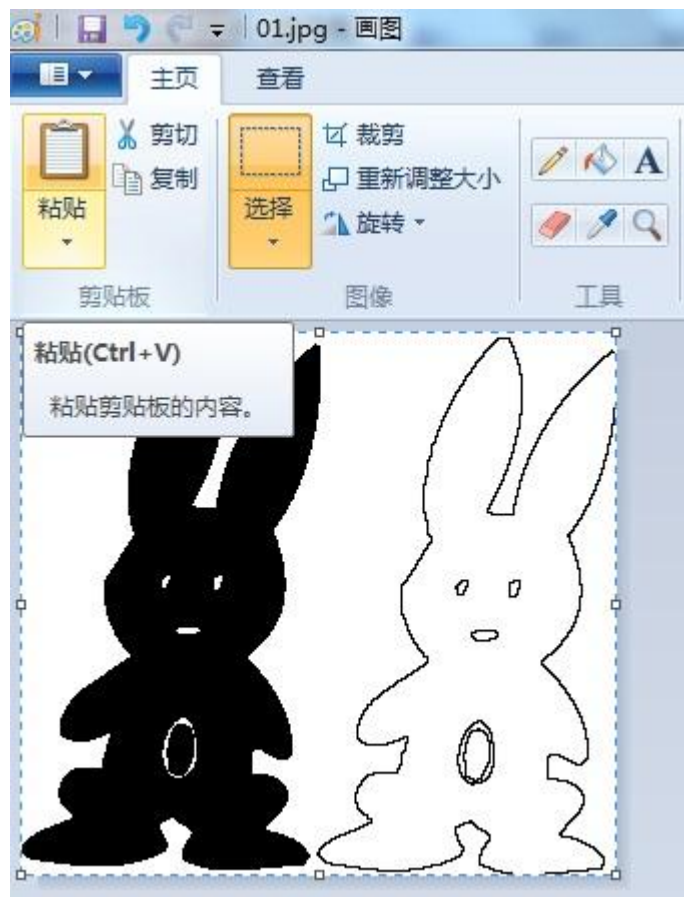 01.jpg - 画图
主页 查看
粘贴 剪切 复制 选择 裁剪 重新调整大小 旋转 A
剪贴板 图像 工具
粘贴(Ctrl+V)
粘贴剪贴板的内容。